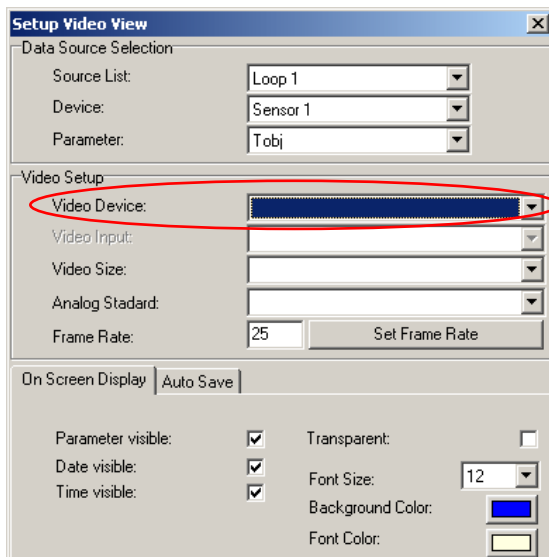 Setup Video View
Data Source Selection
Source List: Loop 1
Device: Sensor 1
Parameter: Tobj
Video Setup
Video Device:
Video Input:
Video Size:
Analog Stadard:
Frame Rate: 25 Set Frame Rate
On Screen Display Auto Save
Parameter visible: Transparent:
Date visible:
Time visible:
Font Size: 12
Background Color:
Font Color: